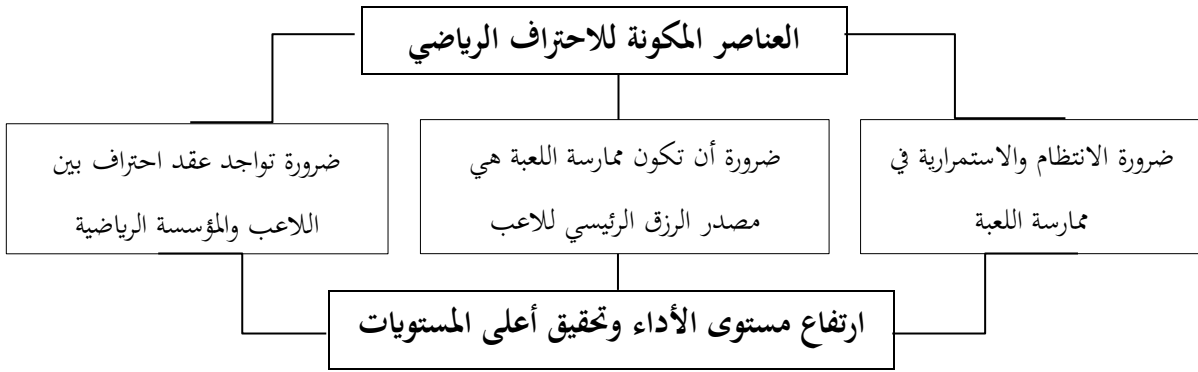 العناصر المكونة للاحتراف الرياضي
ضرورة الانتظام والاستمرارية في
ممارسة اللعبة
ضرورة أن تكون ممارسة اللعبة هي
مصدر الرزق الرئيسي للاعب
ضرورة تواجد عقد احتراف بين
اللاعب والمؤسسة الرياضية
ارتفاع مستوى الأداء وتحقيق أعلى المستويات